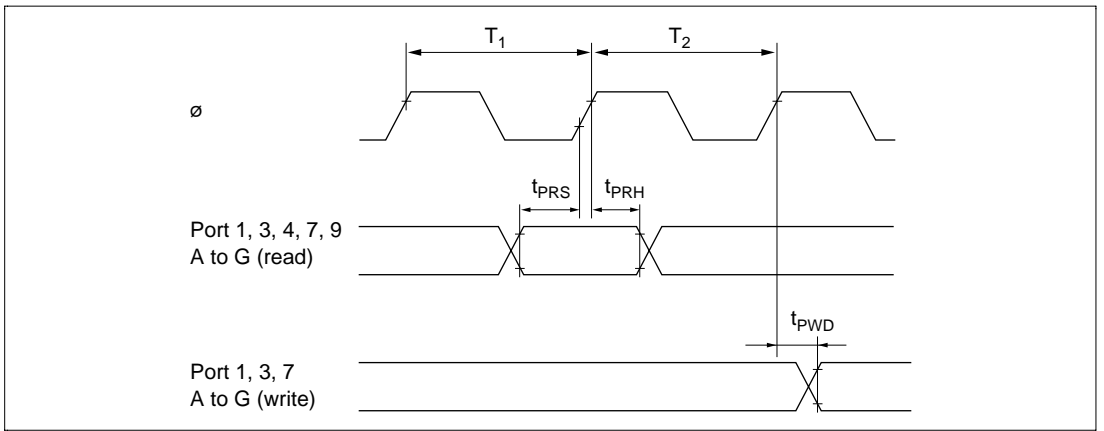 T1
T2
ø
tPRS
tPRH
Port 1, 3, 4, 7, 9
A to G (read)
tPWD
Port 1, 3, 7
A to G (write)